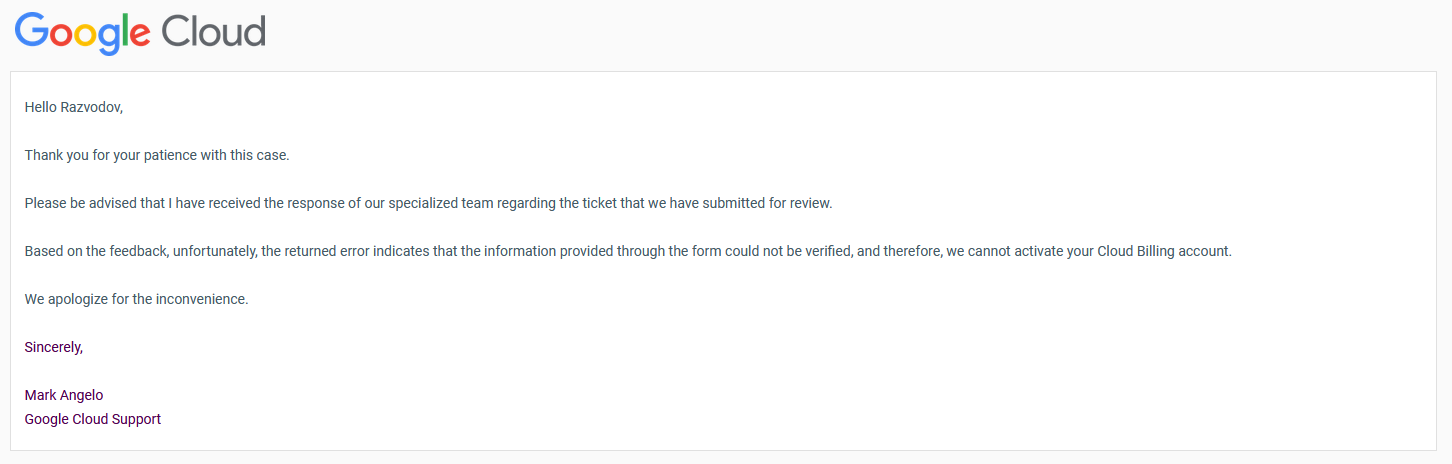 Google Cloud
Hello Razvodov,
Thank you for your patience with this case.
Please be advised that I have received the response of our specialized team regarding the ticket that we have submitted for review.
Based on the feedback, unfortunately, the returned error indicates that the information provided through the form could not be verified, and therefore, we cannot activate your Cloud Billing account.
We apologize for the inconvenience.
Sincerely,
Mark Angelo
Google Cloud Support